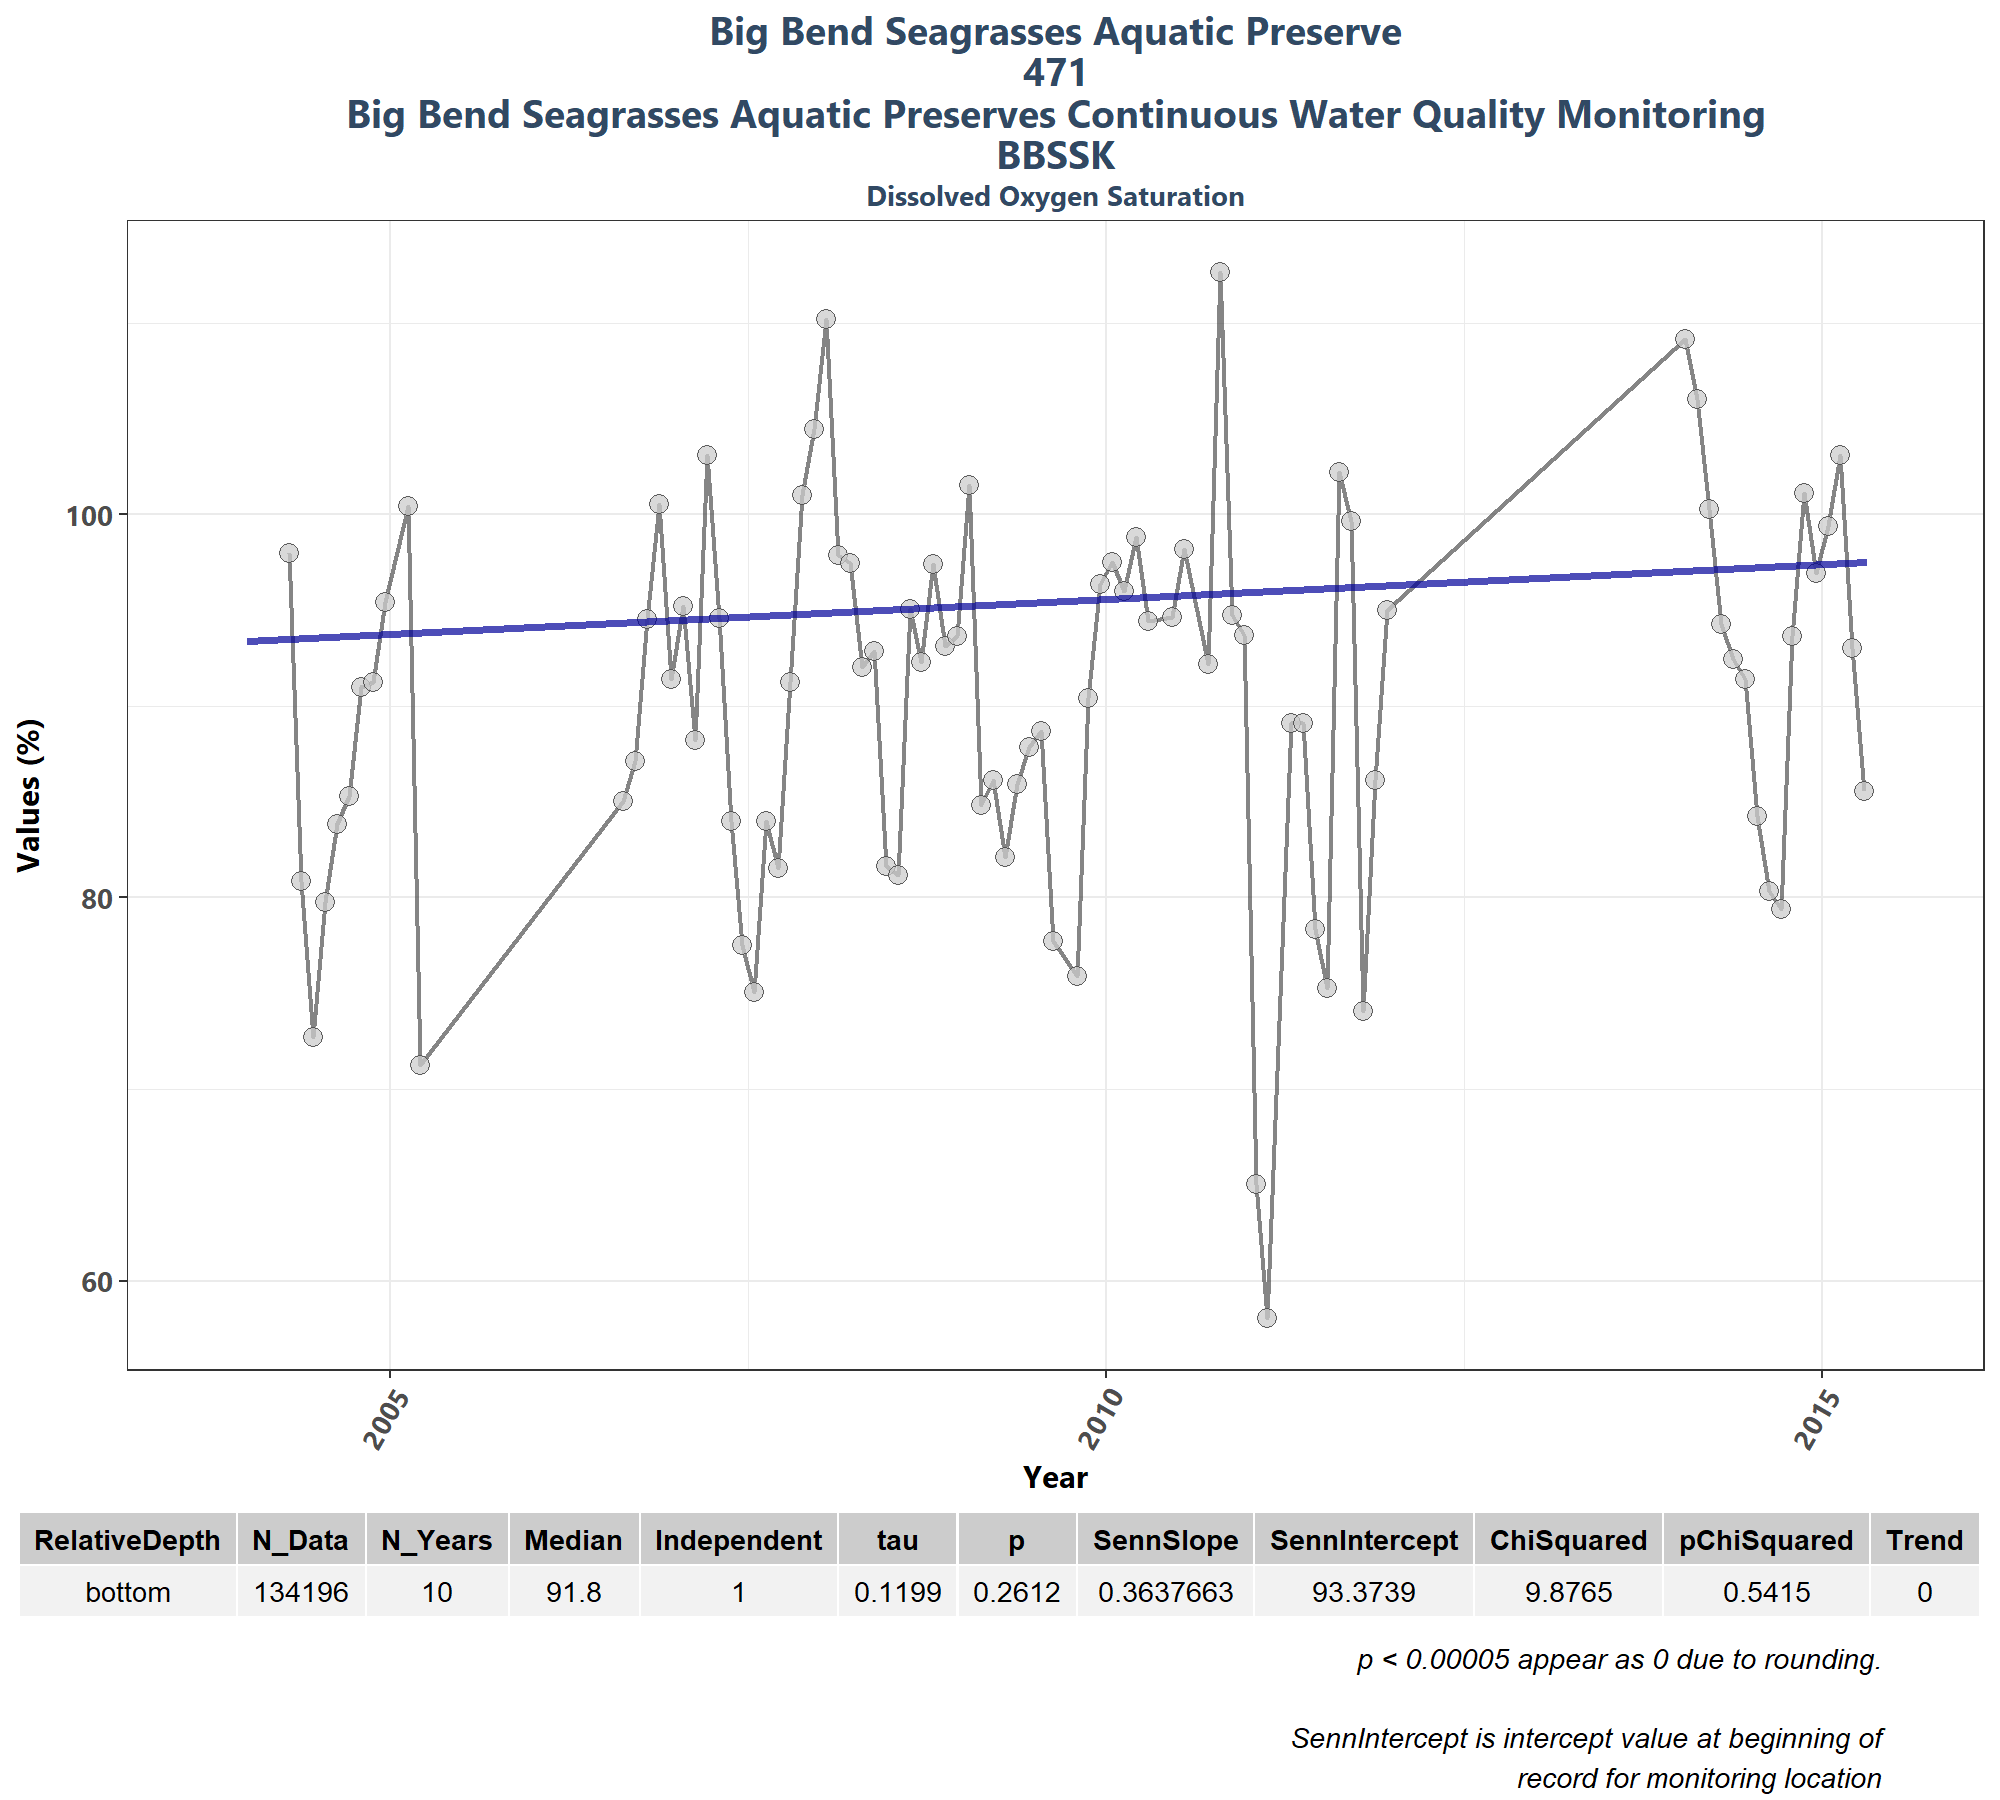 Big Bend Seagrasses Aquatic Preserve
471
Big Bend Seagrasses Aquatic Preserves Continuous Water Quality Monitoring
BBSSK
Dissolved Oxygen Saturation
Values (%)
100
80
60
2005
2010
2015
Year
RelativeDepth N_Data N_Years Median Independent tau p SennSlope SennIntercept ChiSquared pChiSquared Trend
bottom 134196 10 91.8 1 0.1199 0.2612 0.3637663 93.3739 9.8765 0.5415 0
p < 0.00005 appear as 0 due to rounding.
SennIntercept is intercept value at beginning of
record for monitoring location